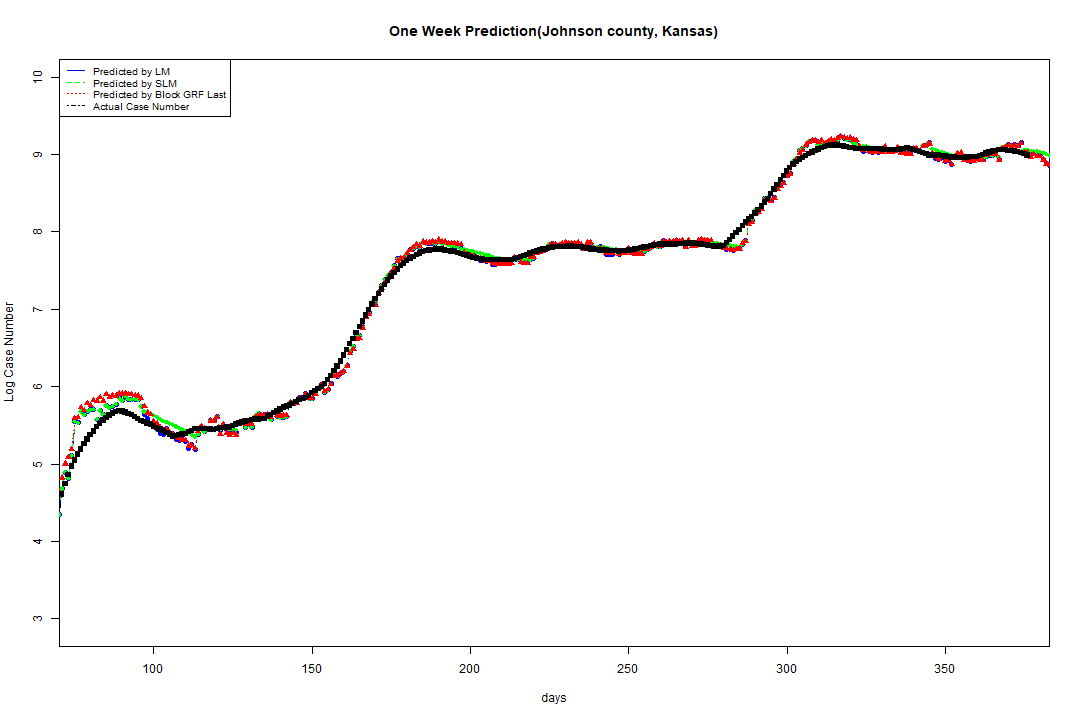 One Week Prediction(Johnson county, Kansas)
Predicted by LM
Predicted by SLM
Predicted by Block GRF Last
Actual Case Number
10
9
8
7
6
5
4
3
Log Case Number
100
150
200
250
300
350
days